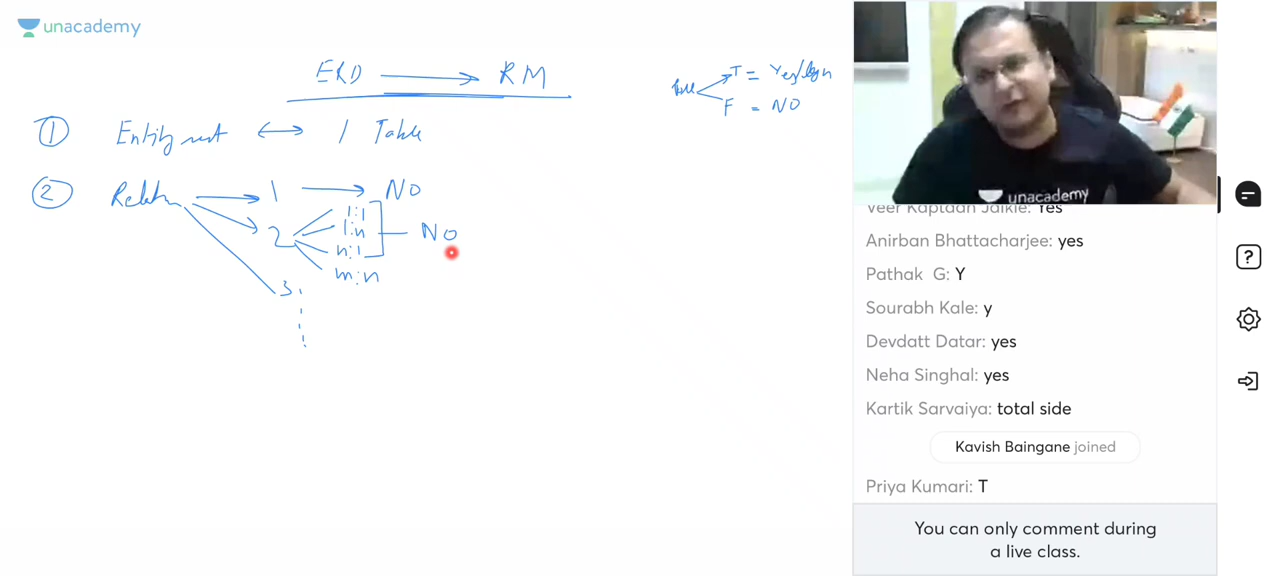 unacademy
ERD → RM
T = Yes/
F = NO
① Entity set ↔ 1 Table
② Relation → 1 → NO
2
1:1
1:n
n:1
NO
m:n
3
unacademy
Veer Kaptaan Jaikle: Yes
Anirban Bhattacharjee: yes
Pathak G: Y
Sourabh Kale: y
Devdatt Datar: yes
Neha Singhal: yes
Kartik Sarvaiya: total side
Kavish Baingane joined
Priya Kumari: T
You can only comment during
a live class.